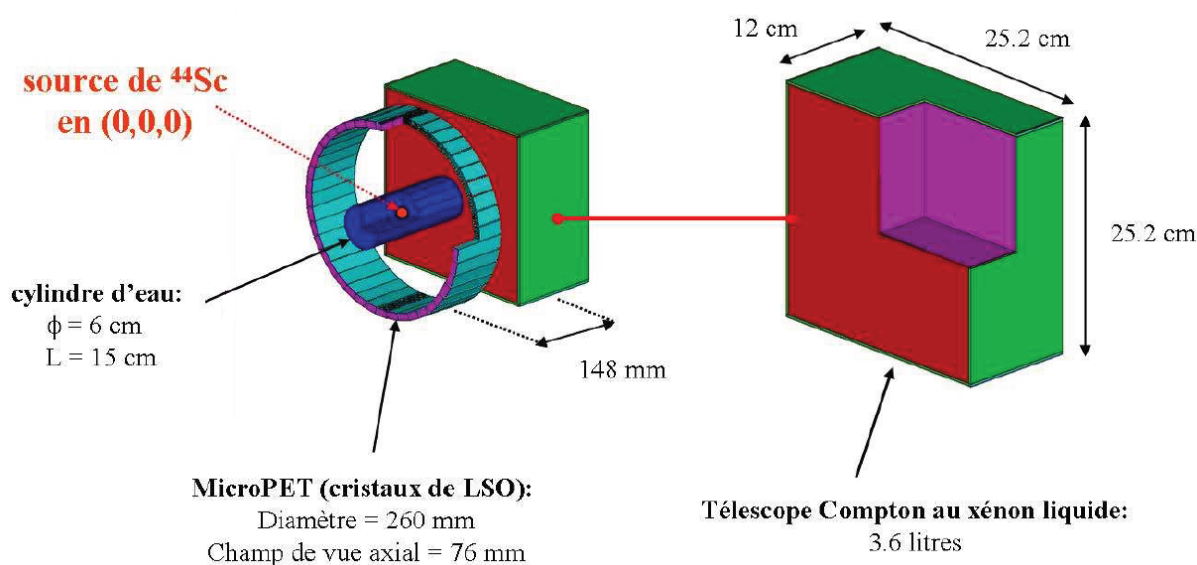 source de ⁴⁴Sc
en (0,0,0)
12 cm
25.2 cm
25.2 cm
cylindre d'eau:
ϕ = 6 cm
L = 15 cm
148 mm
MicroPET (cristaux de LSO):
Diamètre = 260 mm
Champ de vue axial = 76 mm
Télescope Compton au xénon liquide:
3.6 litres